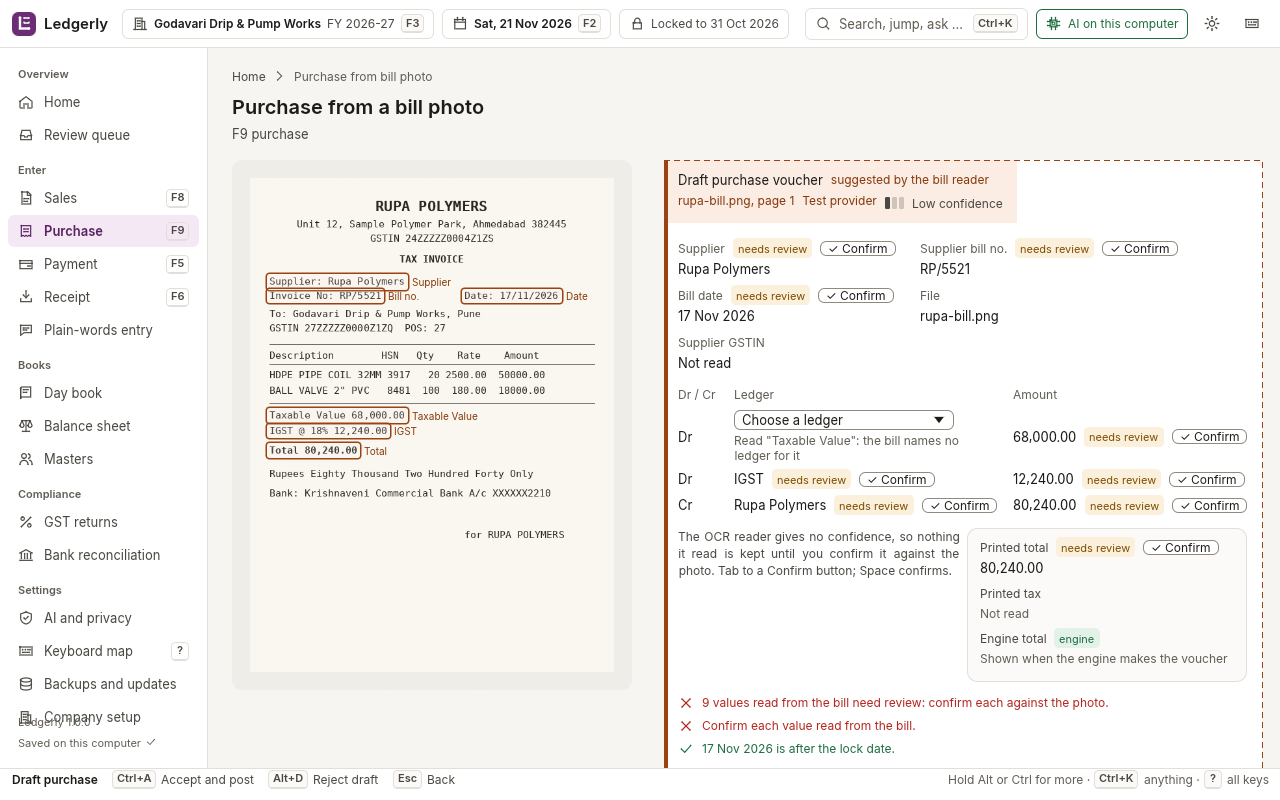 Ledgerly
Godavari Drip & Pump Works FY 2026-27 F3
Sat, 21 Nov 2026 F2
Locked to 31 Oct 2026
Search, jump, ask ... Ctrl+K
AI on this computer
Overview
Home
Review queue
Enter
Sales F8
Purchase F9
Payment F5
Receipt F6
Plain-words entry
Books
Day book
Balance sheet
Masters
Compliance
GST returns
Bank reconciliation
Settings
AI and privacy
Keyboard map ?
Backups and updates
Company setup
Saved on this computer
Home > Purchase from bill photo
Purchase from a bill photo
F9 purchase
RUPA POLYMERS
Unit 12, Sample Polymer Park, Ahmedabad 382445
GSTIN 24ZZZZZ0004Z1ZS
TAX INVOICE
Supplier: Rupa Polymers Supplier
Invoice No: RP/5521 Bill no. Date: 17/11/2026 Date
To: Godavari Drip & Pump Works, Pune
GSTIN 27ZZZZZ0000Z1ZQ POS: 27
Description HSN Qty Rate Amount
HDPE PIPE COIL 32MM 3917 20 2500.00 50000.00
BALL VALVE 2" PVC 8481 100 180.00 18000.00
Taxable Value 68,000.00 Taxable Value
IGST @ 18% 12,240.00 IGST
Total 80,240.00 Total
Rupees Eighty Thousand Two Hundred Forty Only
Bank: Krishnaveni Commercial Bank A/c XXXXXX2210
for RUPA POLYMERS
Draft purchase voucher suggested by the bill reader
rupa-bill.png, page 1 Test provider Low confidence
Supplier needs review Confirm
Rupa Polymers
Supplier bill no. needs review Confirm
RP/5521
Bill date needs review Confirm
17 Nov 2026
File
rupa-bill.png
Supplier GSTIN
Not read
Dr / Cr Ledger Amount
Choose a ledger
Dr 68,000.00 needs review Confirm
Read "Taxable Value": the bill names no
ledger for it
Dr IGST needs review Confirm 12,240.00 needs review Confirm
Cr Rupa Polymers needs review Confirm 80,240.00 needs review Confirm
The OCR reader gives no confidence, so nothing
it read is kept until you confirm it against the
photo. Tab to a Confirm button; Space confirms.
Printed total needs review Confirm
80,240.00
Printed tax
Not read
Engine total engine
Shown when the engine makes the voucher
9 values read from the bill need review: confirm each against the photo.
Confirm each value read from the bill.
17 Nov 2026 is after the lock date.
Draft purchase Ctrl+A Accept and post Alt+D Reject draft Esc Back
Hold Alt or Ctrl for more · Ctrl+K anything · ? all keys